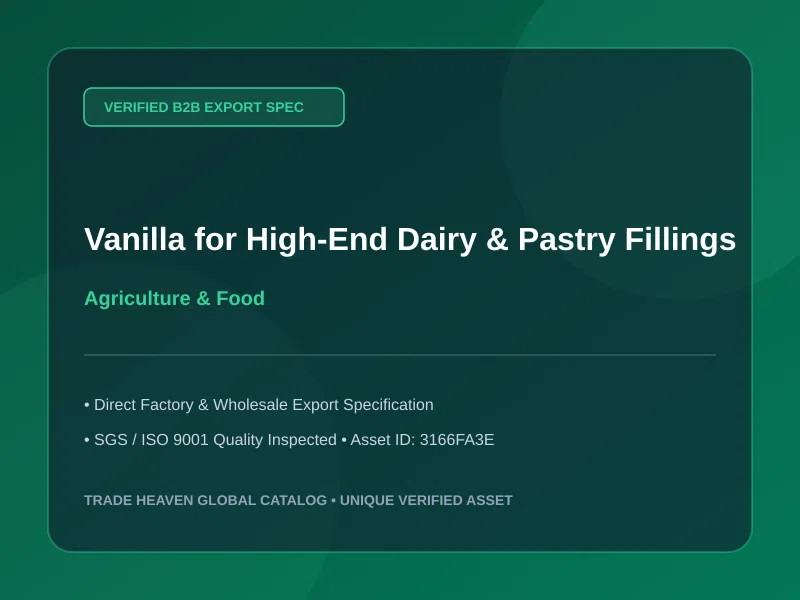 VERIFIED B2B EXPORT SPEC
Vanilla for High-End Dairy & Pastry Fillings
Agriculture & Food
• Direct Factory & Wholesale Export Specification
• SGS / ISO 9001 Quality Inspected • Asset ID: 3166FA3E
TRADE HEAVEN GLOBAL CATALOG • UNIQUE VERIFIED ASSET